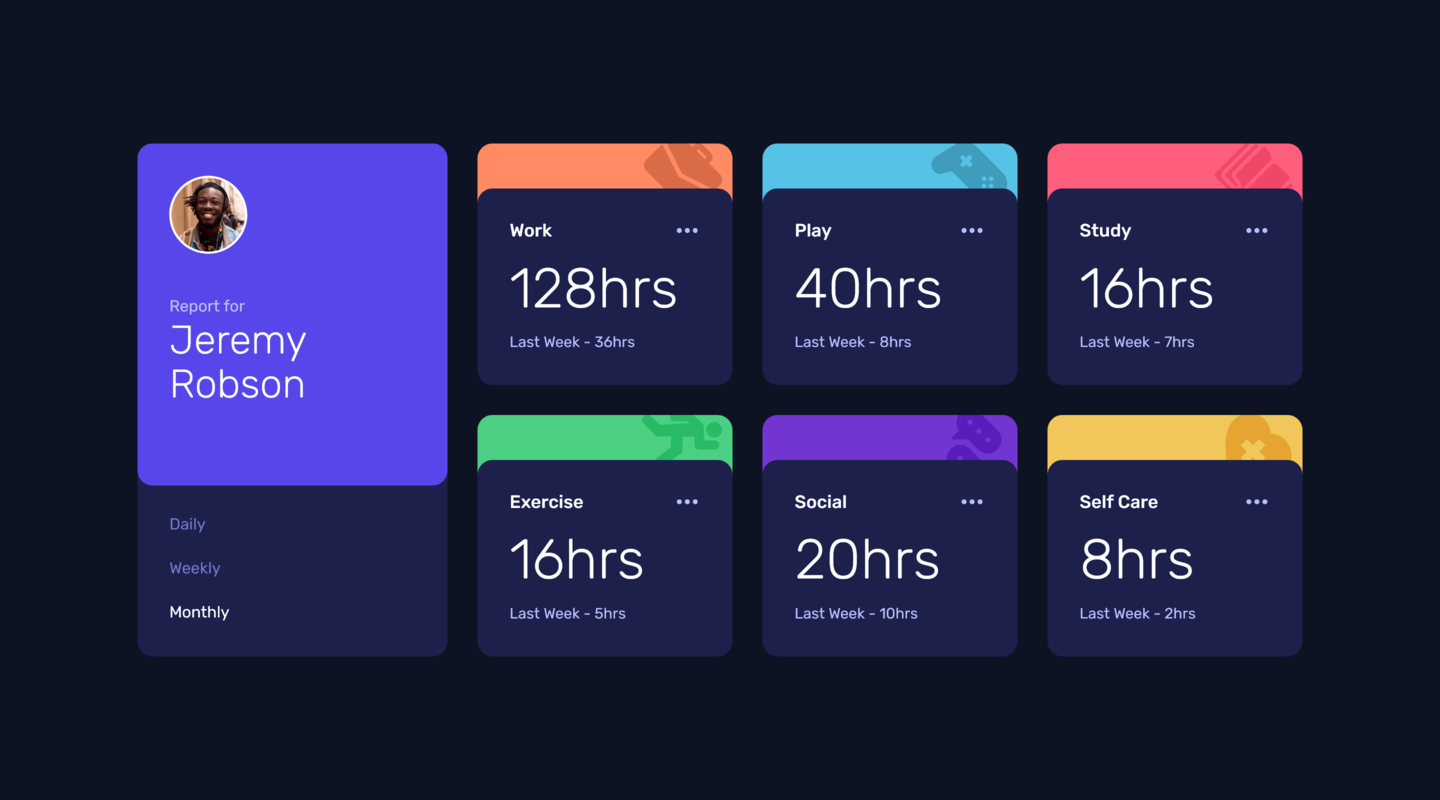 Report for
Jeremy
Robson
Daily
Weekly
Monthly
Work
128hrs
Last Week - 36hrs
Play
40hrs
Last Week - 8hrs
Study
16hrs
Last Week - 7hrs
Exercise
16hrs
Last Week - 5hrs
Social
20hrs
Last Week - 10hrs
Self Care
8hrs
Last Week - 2hrs